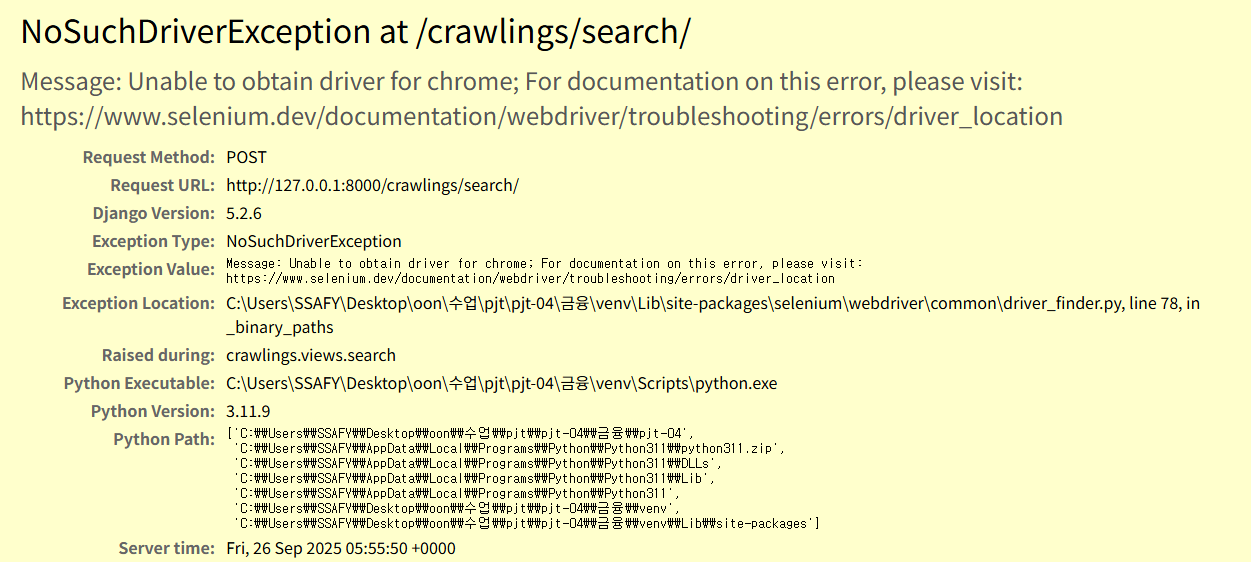 NoSuchDriverException at /crawlings/search/
Message: Unable to obtain driver for chrome; For documentation on this error, please visit:
https://www.selenium.dev/documentation/webdriver/troubleshooting/errors/driver_location
Request Method: POST
Request URL: http://127.0.0.1:8000/crawlings/search/
Django Version: 5.2.6
Exception Type: NoSuchDriverException
Exception Value: Message: Unable to obtain driver for chrome; For documentation on this error, please visit:
https://www.selenium.dev/documentation/webdriver/troubleshooting/errors/driver_location
Exception Location: C:\Users\SSAFY\Desktop\oon\수업\pjt\pjt-04\금융\venv\Lib\site-packages\selenium\webdriver\common\driver_finder.py, line 78, in
_binary_paths
Raised during: crawlings.views.search
Python Executable: C:\Users\SSAFY\Desktop\oon\수업\pjt\pjt-04\금융\venv\Scripts\python.exe
Python Version: 3.11.9
Python Path: ['C:₩₩Users₩₩SSAFY₩₩Desktop₩₩oon₩₩수업₩₩pjt₩₩pjt-04₩₩금융₩₩pjt-04',
'C:₩₩Users₩₩SSAFY₩₩AppData₩₩Local₩₩Programs₩₩Python₩₩Python311₩₩python311.zip',
'C:₩₩Users₩₩SSAFY₩₩AppData₩₩Local₩₩Programs₩₩Python₩₩Python311₩₩DLLs',
'C:₩₩Users₩₩SSAFY₩₩AppData₩₩Local₩₩Programs₩₩Python₩₩Python311₩₩Lib',
'C:₩₩Users₩₩SSAFY₩₩AppData₩₩Local₩₩Programs₩₩Python₩₩Python311',
'C:₩₩Users₩₩SSAFY₩₩Desktop₩₩oon₩₩수업₩₩pjt₩₩pjt-04₩₩금융₩₩venv',
'C:₩₩Users₩₩SSAFY₩₩Desktop₩₩oon₩₩수업₩₩pjt₩₩pjt-04₩₩금융₩₩venv₩₩Lib₩₩site-packages']
Server time: Fri, 26 Sep 2025 05:55:50 +0000